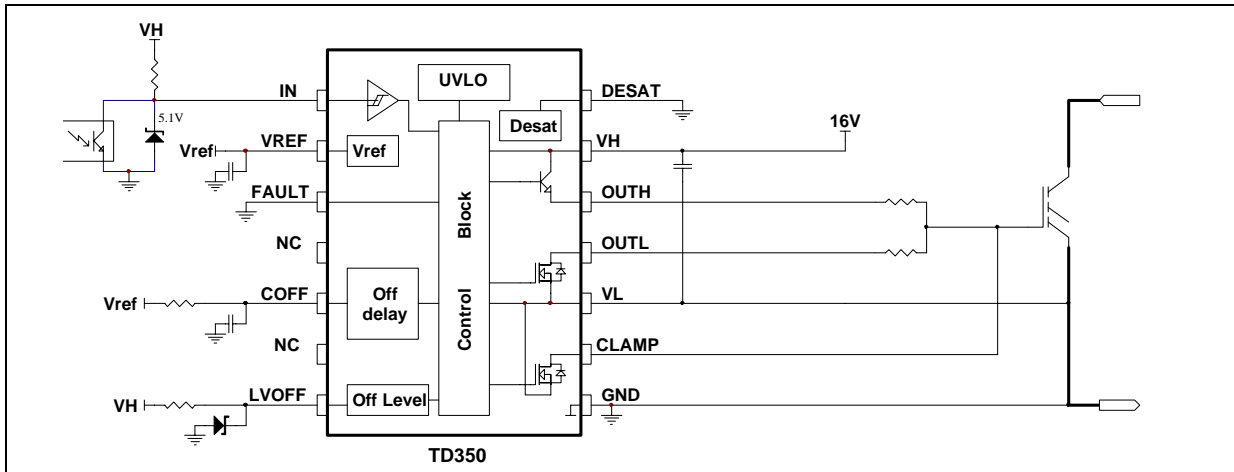 VH
IN
5.1V
Vref
VREF
FAULT
NC
Vref
COFF
NC
VH
LVOFF
UVLO
Desat
Vref
Control Block
Off delay
Off Level
DESAT
VH
16V
OUTH
OUTL
VL
CLAMP
GND
TD350